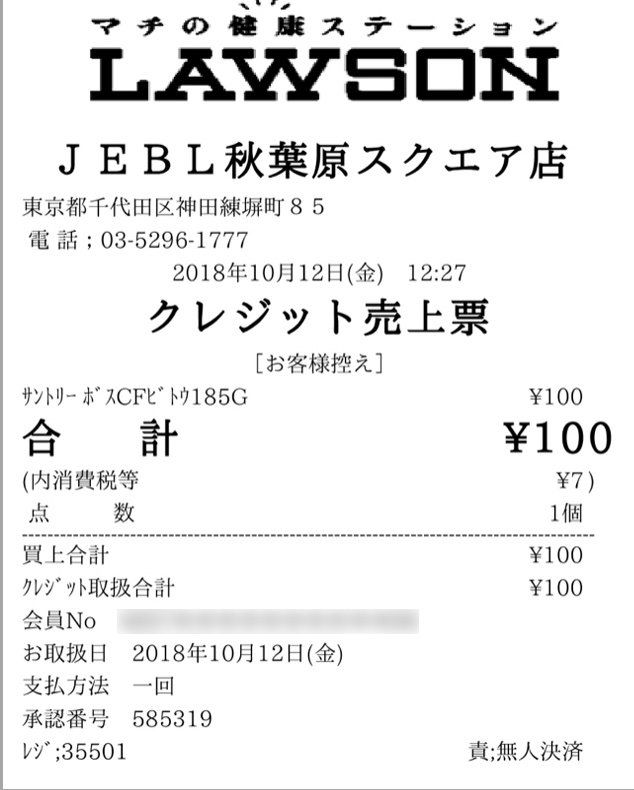 マチの健康ステーション
LAWSON
ＪＥＢＬ秋葉原スクエア店
東京都千代田区神田練塀町８５
電 話；03-5296-1777
2018年10月12日(金)　12:27
クレジット売上票
［お客様控え］
ｻﾝﾄﾘｰ ﾎﾞｽCFﾋﾞﾄｳ185G　¥100
合　計　¥100
(内消費税等　¥7)
点　数　1個
買上合計　¥100
ｸﾚｼﾞｯﾄ取扱合計　¥100
会員No
お取扱日　2018年10月12日(金)
支払方法　一回
承認番号　585319
ﾚｼﾞ;35501　責;無人決済